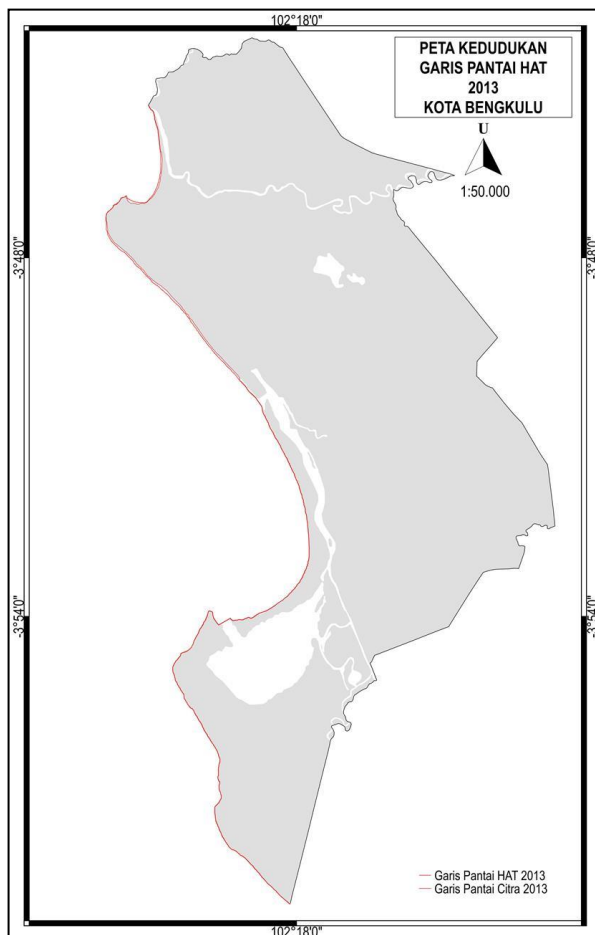 102°18'0"
PETA KEDUDUKAN
GARIS PANTAI HAT
2013
KOTA BENGKULU
U
1:50.000
-3°48'0"
-3°48'0"
-3°54'0"
-3°54'0"
Garis Pantai HAT 2013
Garis Pantai Citra 2013
102°18'0"